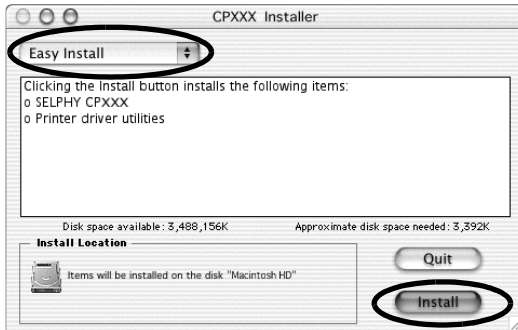 CPXXX Installer
Easy Install
Clicking the Install button installs the following items:
o SELPHY CPXXX
o Printer driver utilities
Disk space available: 3,488,156K Approximate disk space needed: 3,392K
Install Location
Items will be installed on the disk "Macintosh HD"
Quit
Install